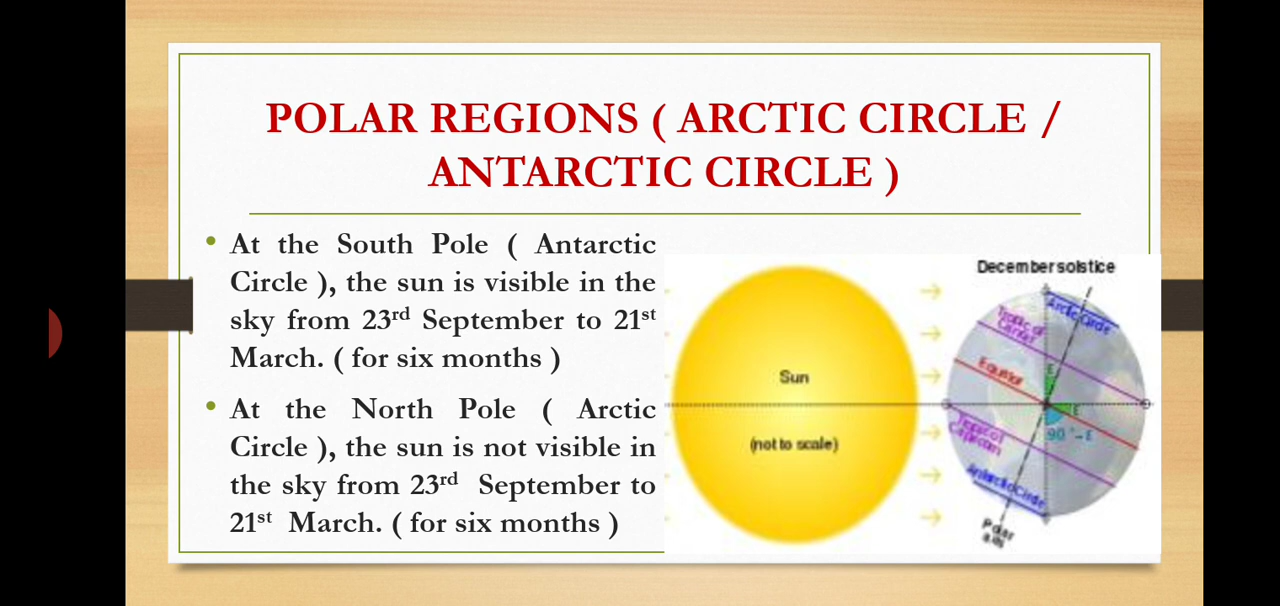 POLAR REGIONS ( ARCTIC CIRCLE /
ANTARCTIC CIRCLE )
• At the South Pole ( Antarctic
Circle ), the sun is visible in the
sky from 23rd September to 21st
March. ( for six months )
• At the North Pole ( Arctic
Circle ), the sun is not visible in
the sky from 23rd September to
21st March. ( for six months )
December solstice
Arctic Circle
Tropic of
Cancer
Equator
Sun
E
E
90°-E
Tropic of
Capricorn
(not to scale)
Antarctic Circle
Polar
axis